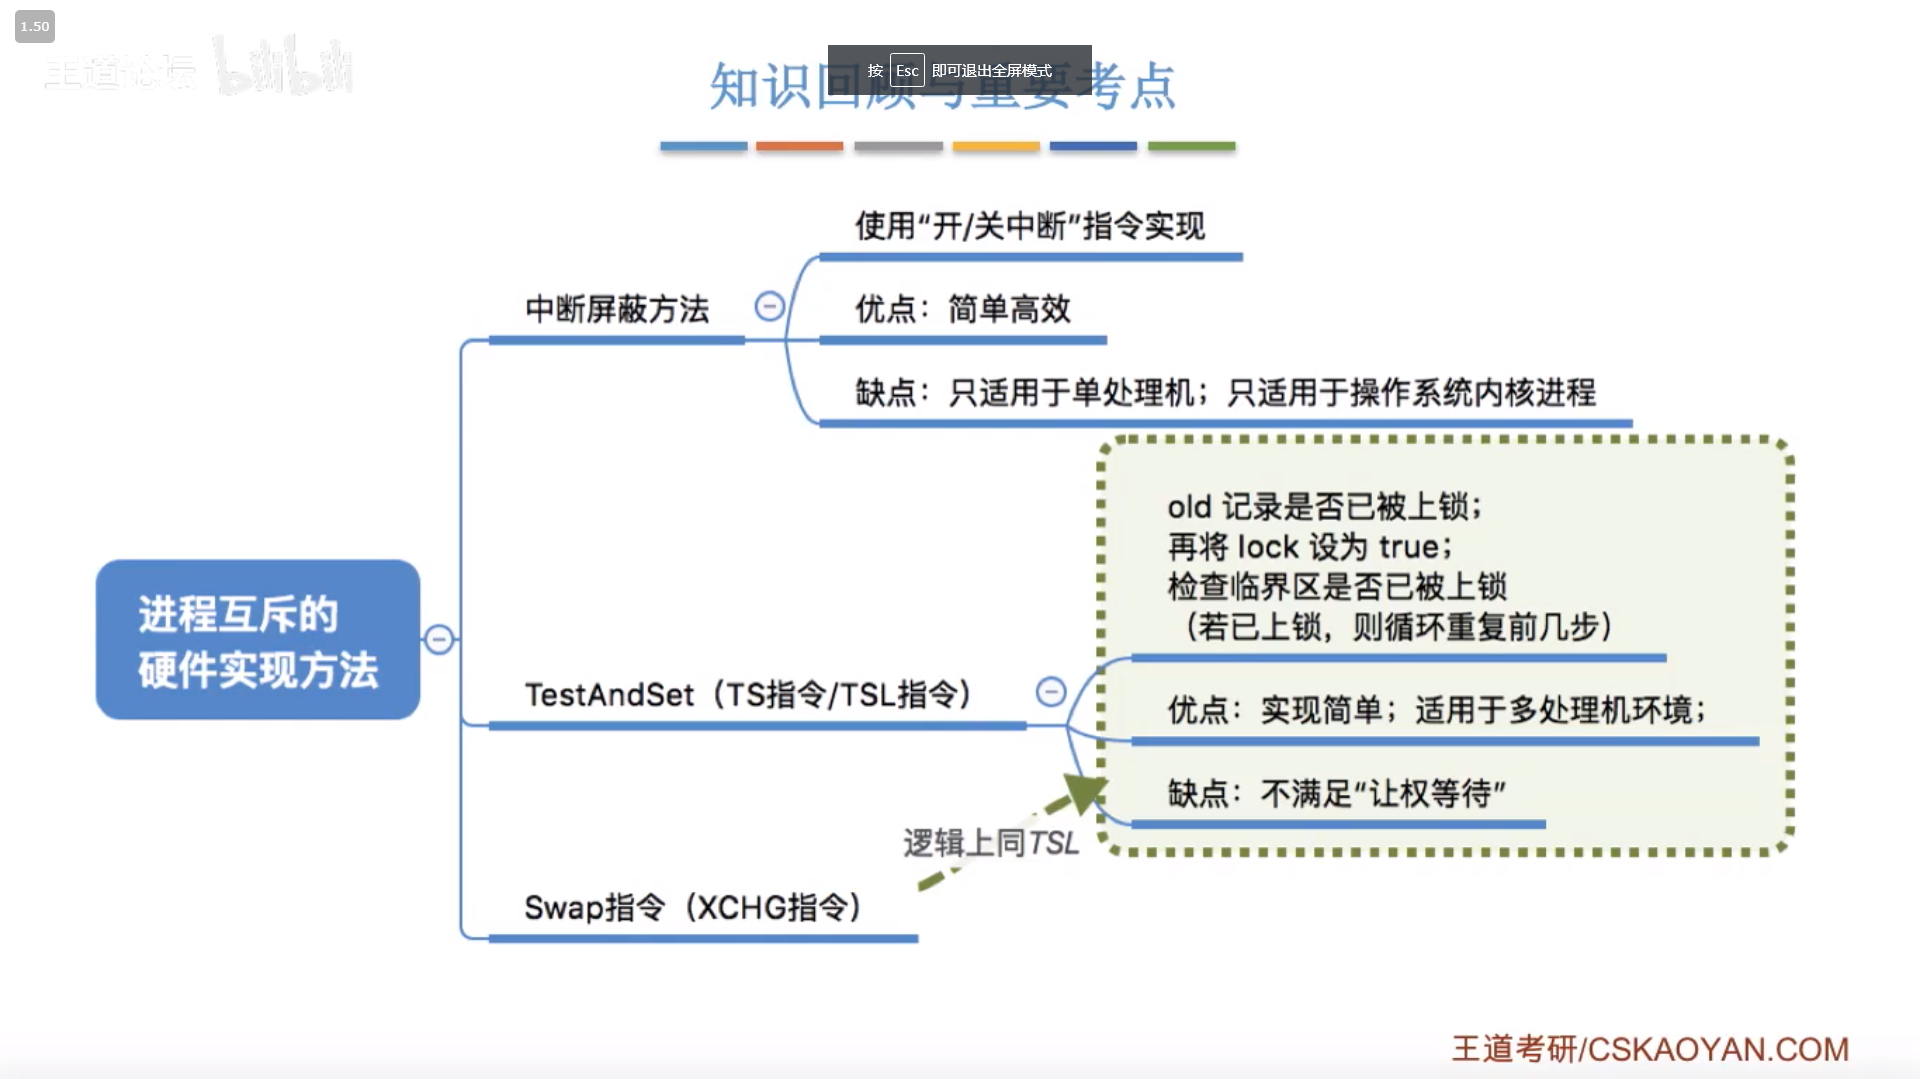 1.50
王道论坛 bilibili
按 Esc 即可退出全屏模式
知识回顾与重要考点
使用“开/关中断”指令实现
中断屏蔽方法
优点：简单高效
缺点：只适用于单处理机；只适用于操作系统内核进程
old 记录是否已被上锁；
再将 lock 设为 true；
检查临界区是否已被上锁
（若已上锁，则循环重复前几步）
进程互斥的
硬件实现方法
TestAndSet（TS指令/TSL指令）
优点：实现简单；适用于多处理机环境；
缺点：不满足“让权等待”
逻辑上同TSL
Swap指令（XCHG指令）
王道考研/CSKAOYAN.COM